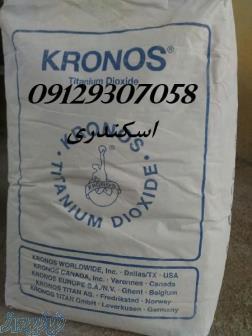 KRONOS®
Titanium Dioxide
09129307058
اسکندری
KRONOS
TITANIUM DIOXIDE
KRONOS
KRONOS WORLDWIDE, Inc. · Dallas/TX · USA
KRONOS CANADA, Inc. · Varennes · Canada
KRONOS EUROPE S.A./N.V. · Ghent · Belgium
KRONOS TITAN AS. · Fredrikstad · Norway
KRONOS TITAN GmbH · Leverkusen · Germany